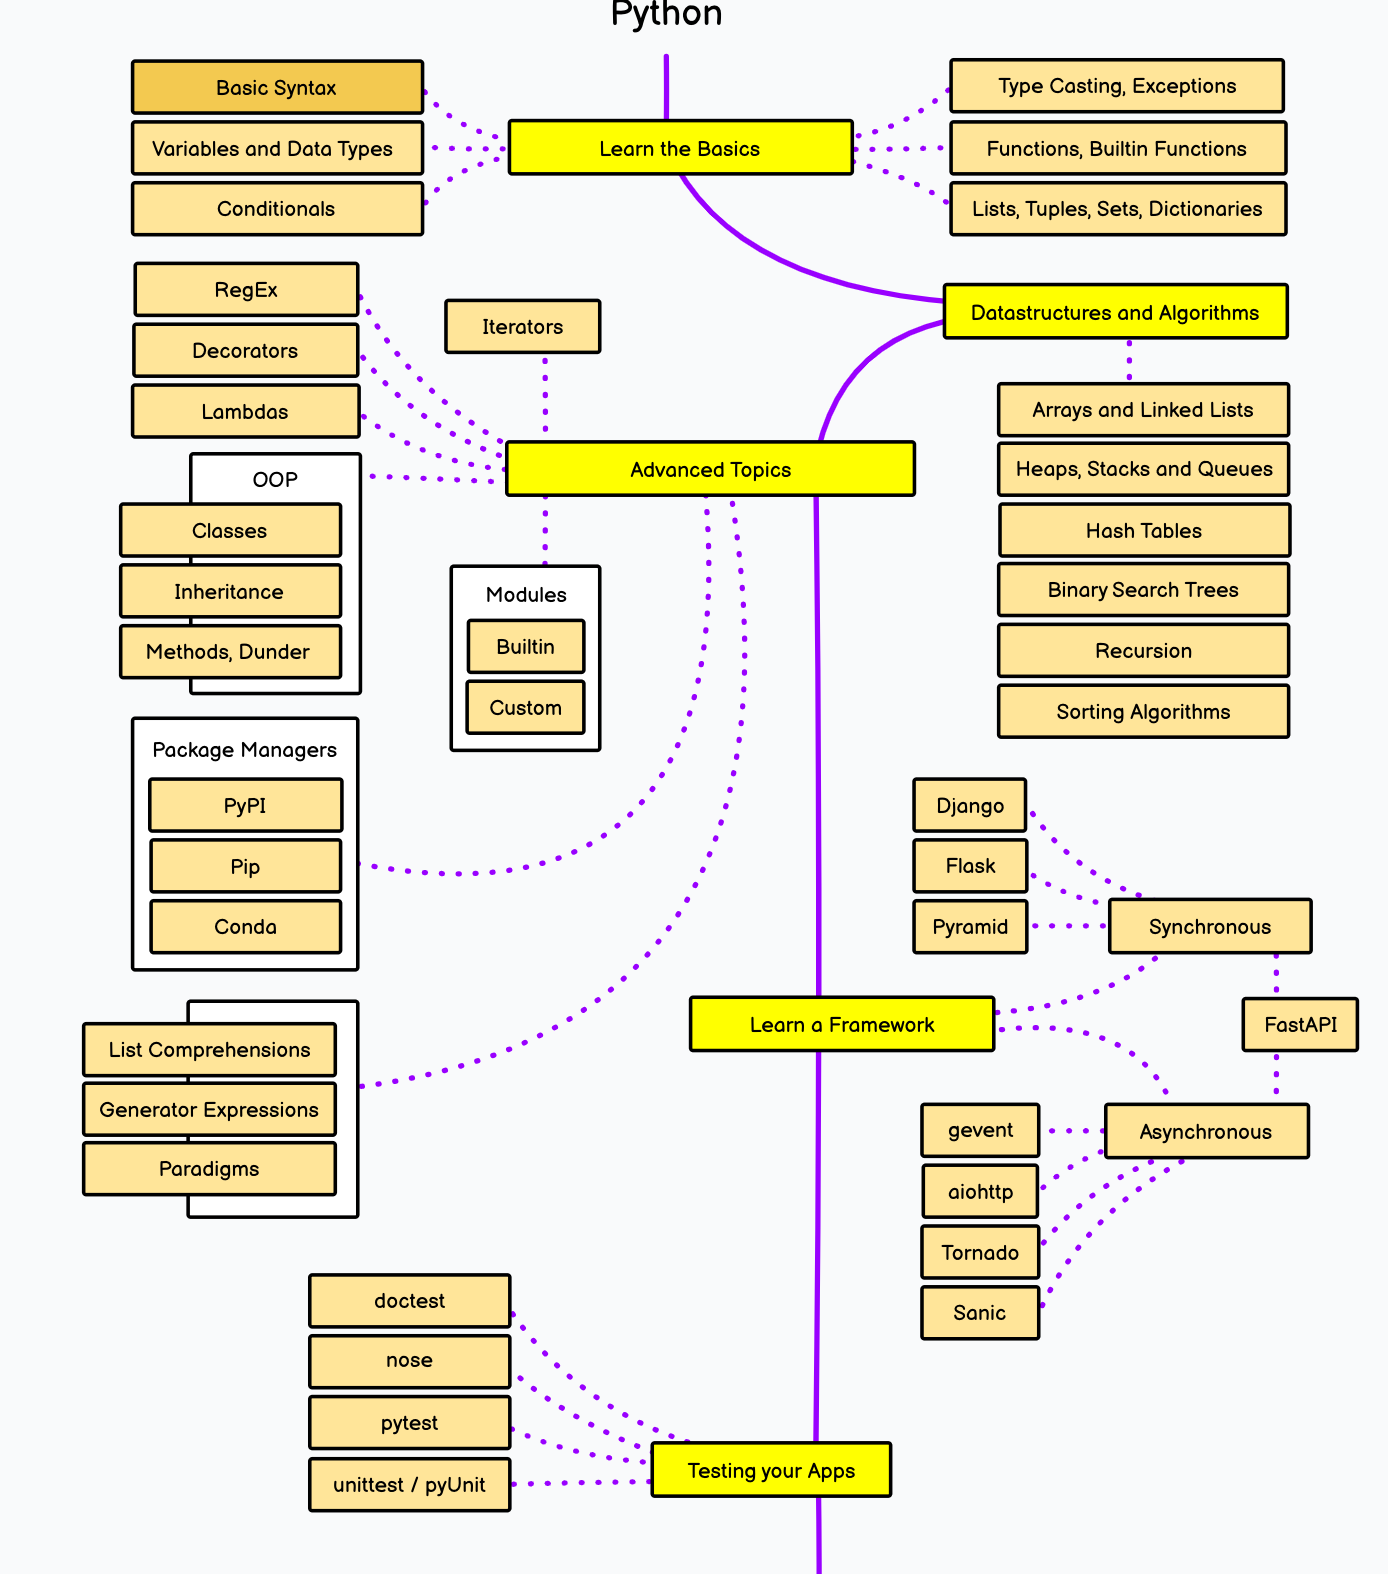 Python
Basic Syntax
Variables and Data Types
Conditionals
Learn the Basics
Type Casting, Exceptions
Functions, Builtin Functions
Lists, Tuples, Sets, Dictionaries
RegEx
Decorators
Lambdas
Iterators
Datastructures and Algorithms
Arrays and Linked Lists
Heaps, Stacks and Queues
Hash Tables
Binary Search Trees
Recursion
Sorting Algorithms
Advanced Topics
OOP
Classes
Inheritance
Methods, Dunder
Modules
Builtin
Custom
Package Managers
PyPI
Pip
Conda
Django
Flask
Pyramid
Synchronous
Learn a Framework
FastAPI
List Comprehensions
Generator Expressions
Paradigms
gevent
aiohttp
Tornado
Sanic
Asynchronous
doctest
nose
pytest
unittest / pyUnit
Testing your Apps